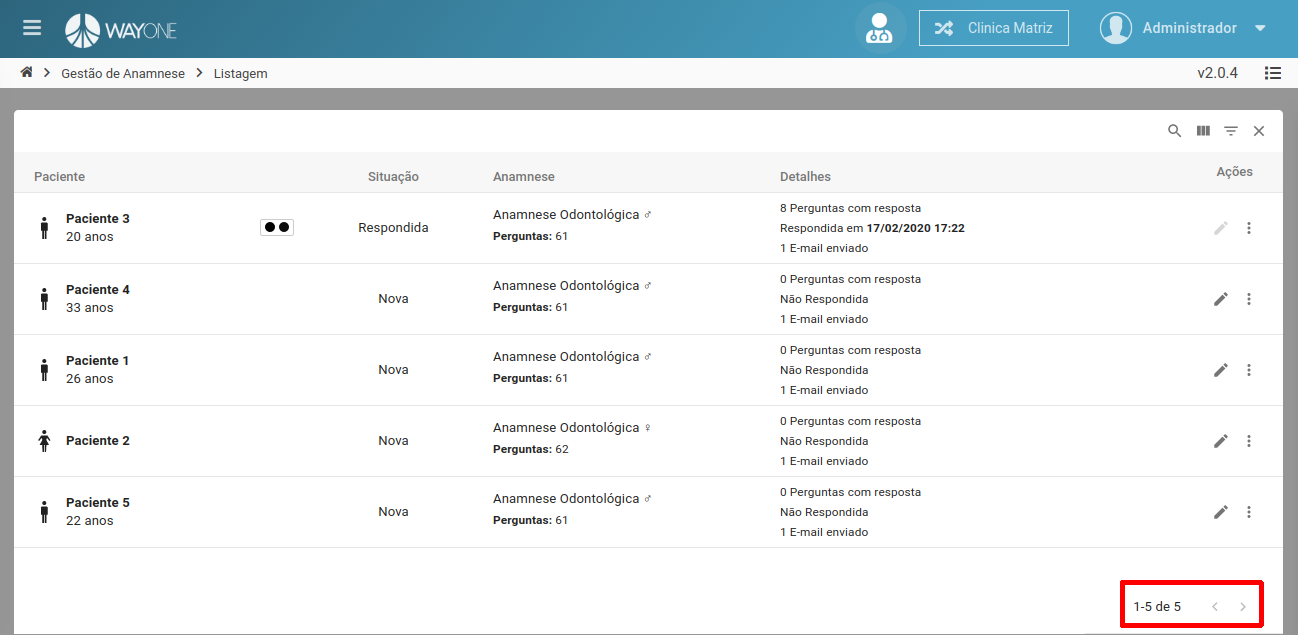 WAYONE
Clinica Matriz
Administrador
Gestão de Anamnese
Listagem
v2.0.4
Paciente
Situação
Anamnese
Detalhes
Ações
Paciente 3
20 anos
Respondida
Anamnese Odontológica ♂
Perguntas: 61
8 Perguntas com resposta
Respondida em 17/02/2020 17:22
1 E-mail enviado
Paciente 4
33 anos
Nova
Anamnese Odontológica ♂
Perguntas: 61
0 Perguntas com resposta
Não Respondida
1 E-mail enviado
Paciente 1
26 anos
Nova
Anamnese Odontológica ♂
Perguntas: 61
0 Perguntas com resposta
Não Respondida
1 E-mail enviado
Paciente 2
Nova
Anamnese Odontológica ♀
Perguntas: 62
0 Perguntas com resposta
Não Respondida
1 E-mail enviado
Paciente 5
22 anos
Nova
Anamnese Odontológica ♂
Perguntas: 61
0 Perguntas com resposta
Não Respondida
1 E-mail enviado
1-5 de 5